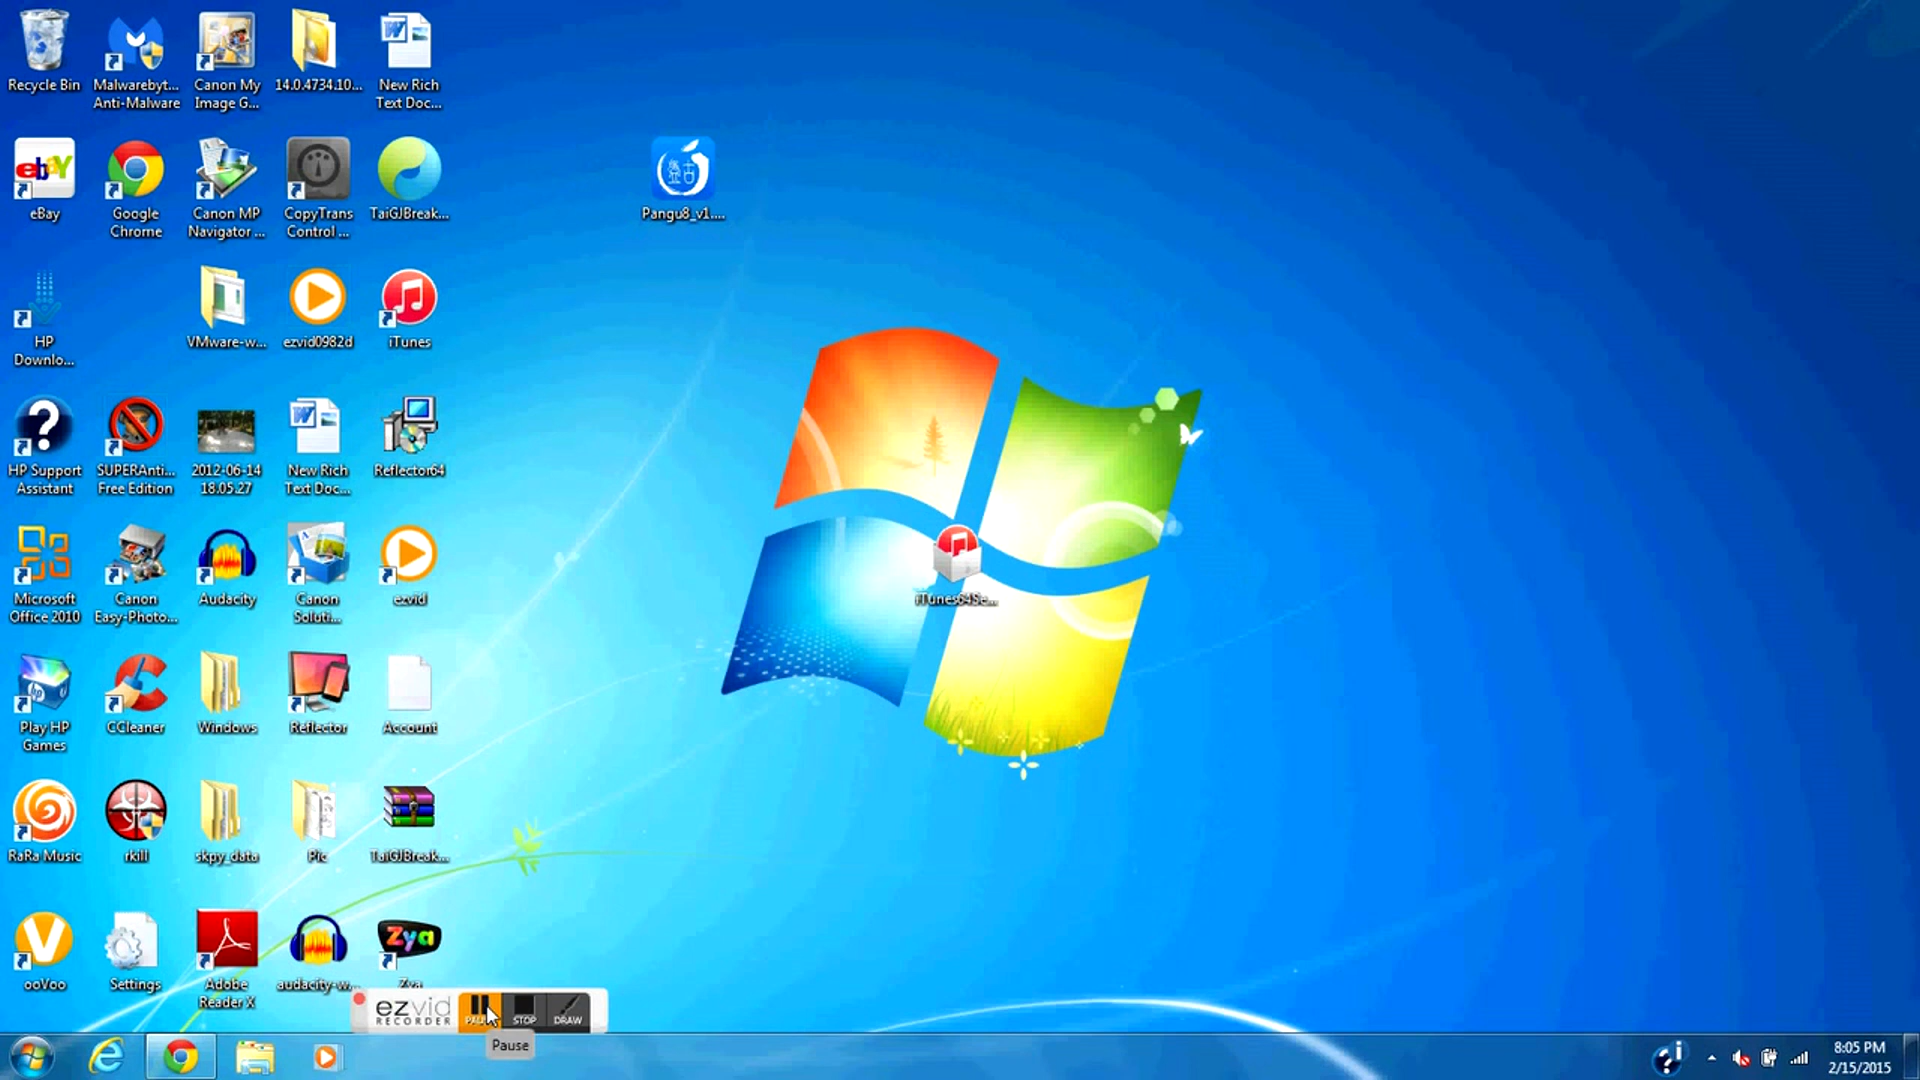 Recycle Bin
Malwarebyt...
Anti-Malware
Canon My
Image G...
14.0.4734.10...
New Rich
Text Doc...
ebay
eBay
Google
Chrome
Canon MP
Navigator ...
CopyTrans
Control ...
TaiGJBreak...
Pangu8_v1....
HP
Downlo...
VMware-w...
ezvid0982d
iTunes
HP Support
Assistant
SUPERAnti...
Free Edition
2012-06-14
18.05.27
New Rich
Text Doc...
Reflector64
Microsoft
Office 2010
Canon
Easy-Photo...
Audacity
Canon
Soluti...
ezvid
iTunes64Se...
Play HP
Games
CCleaner
Windows
Reflector
Account
RaRa Music
rkill
skpy_data
Pic
TaiGJBreak...
ooVoo
Settings
Adobe
Reader X
audacity-w...
Zya
Zya
ezvid
RECORDER
STOP
DRAW
Pause
8:05 PM
2/15/2015